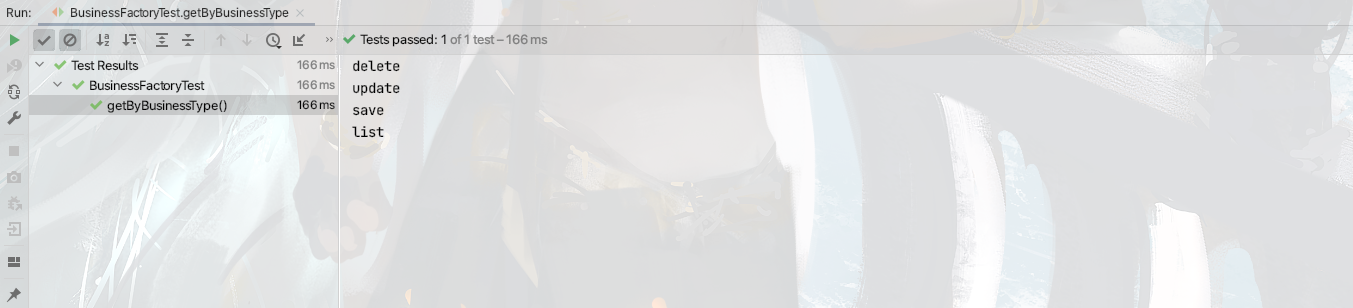 Run: BusinessFactoryTest.getByBusinessType
Tests passed: 1 of 1 test – 166 ms
Test Results 166 ms
BusinessFactoryTest 166 ms
getByBusinessType() 166 ms
delete
update
save
list